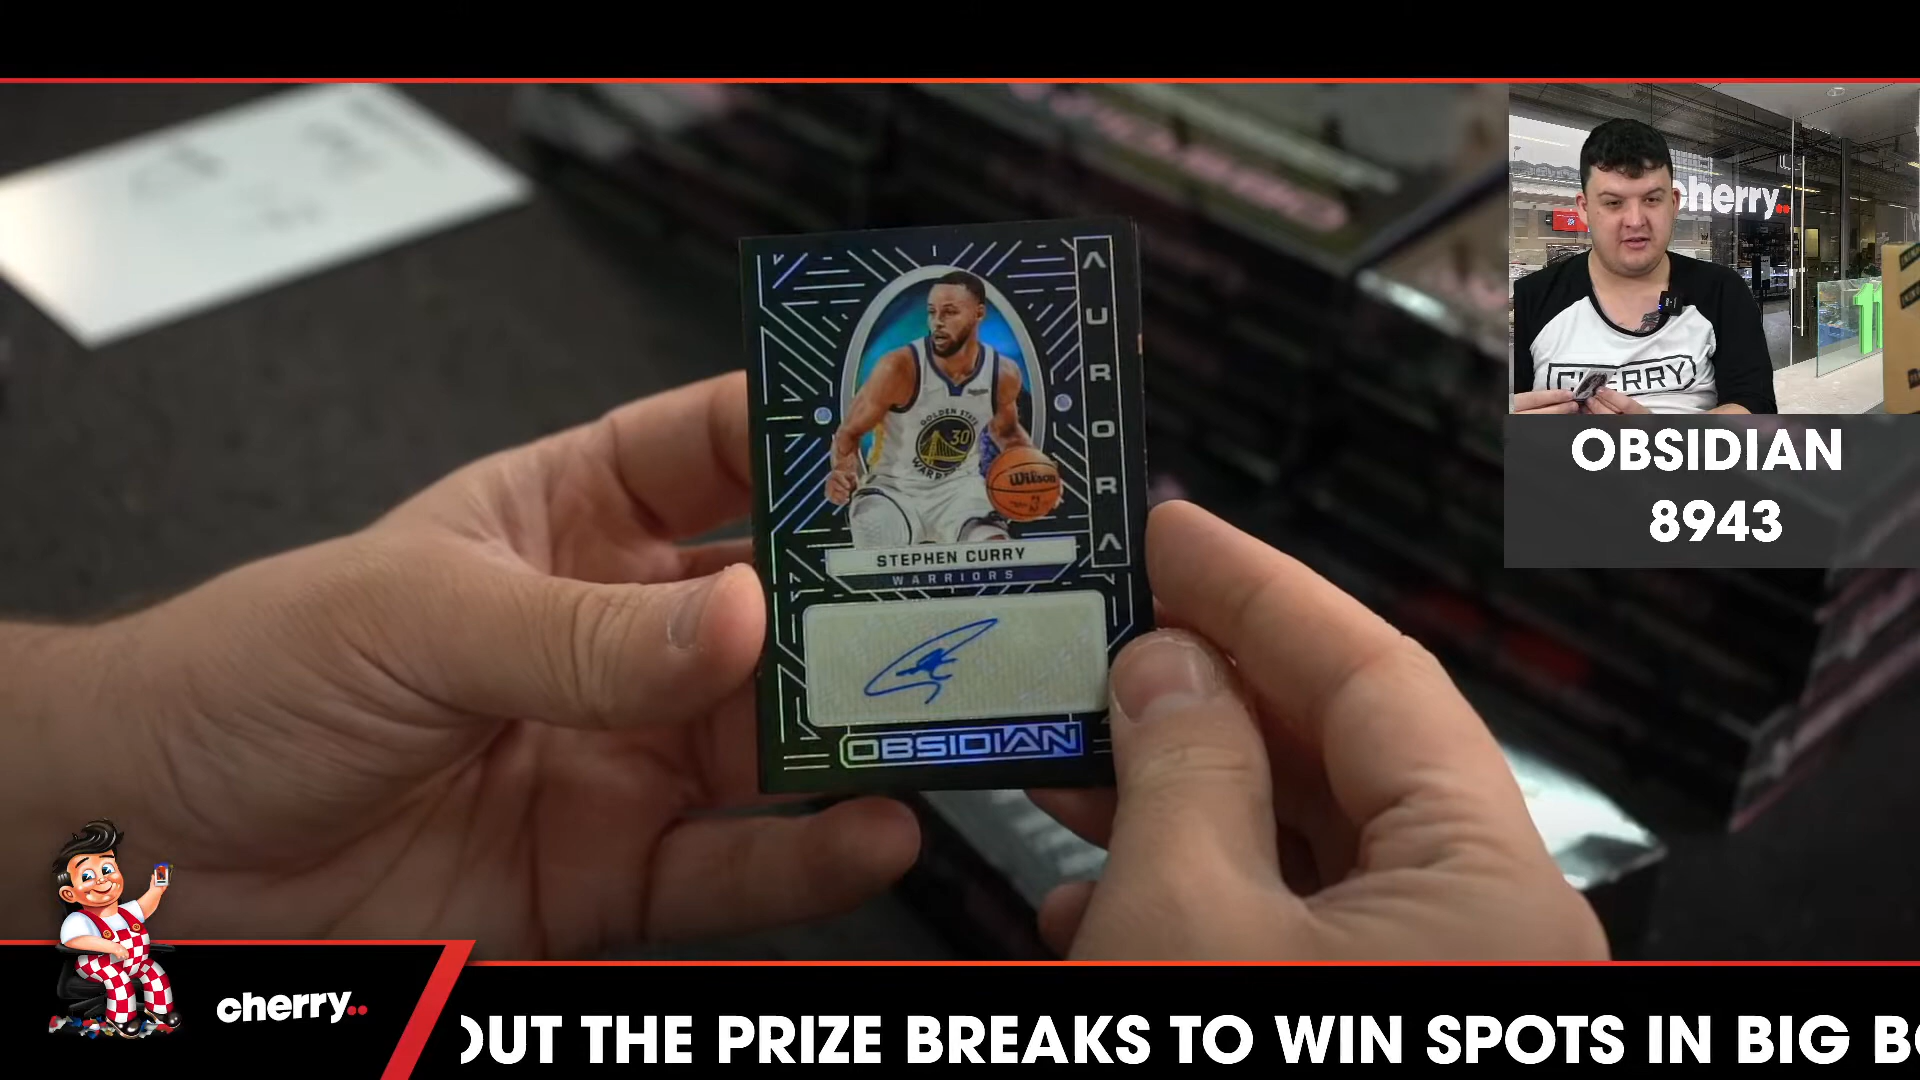 AURORA
GOLDEN STATE
30
WARRIORS
Wilson
STEPHEN CURRY
WARRIORS
OBSIDIAN
cherry..
CHERRY
OBSIDIAN
8943
cherry..
OUT THE PRIZE BREAKS TO WIN SPOTS IN BIG B